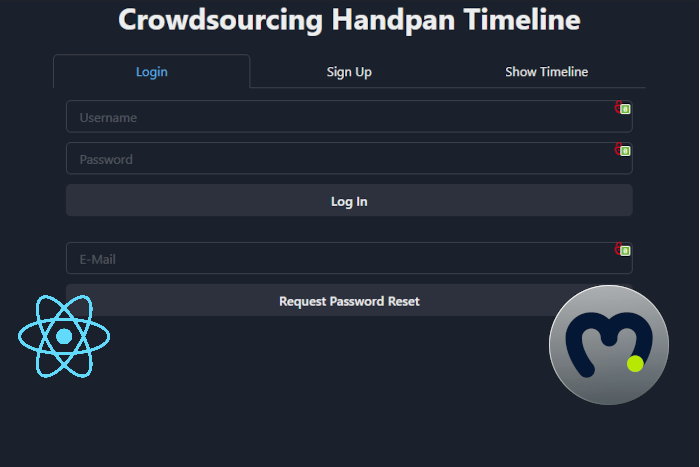 Crowdsourcing Handpan Timeline
Login Sign Up Show Timeline
Username
Password
Log In
E-Mail
Request Password Reset